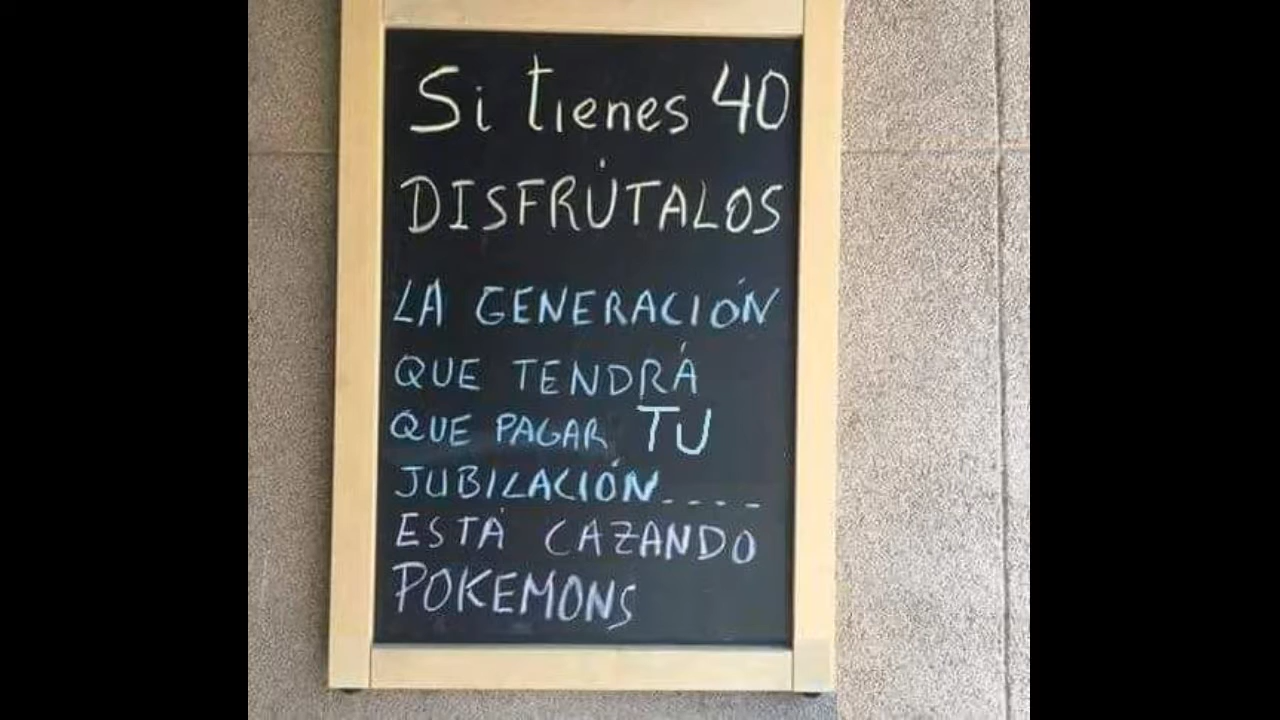 Si tienes 40
DISFRÚTALOS
LA GENERACIÓN
QUE TENDRÁ
QUE PAGAR TU
JUBILACIÓN....
ESTÁ CAZANDO
POKEMONS